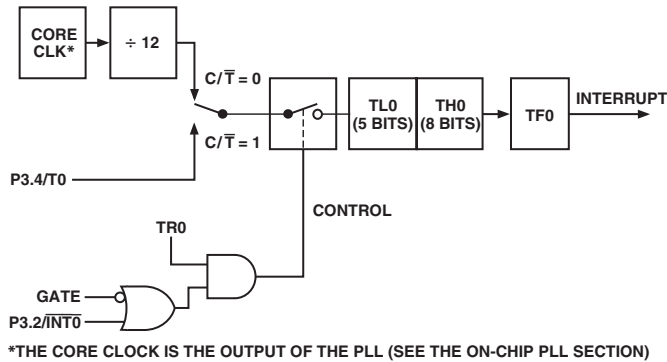 CORE
CLK*
÷ 12
C/T̅ = 0
C/T̅ = 1
TL0
(5 BITS)
TH0
(8 BITS)
TF0
INTERRUPT
P3.4/T0
CONTROL
TR0
GATE
P3.2/I̅N̅T̅0̅
*THE CORE CLOCK IS THE OUTPUT OF THE PLL (SEE THE ON-CHIP PLL SECTION)